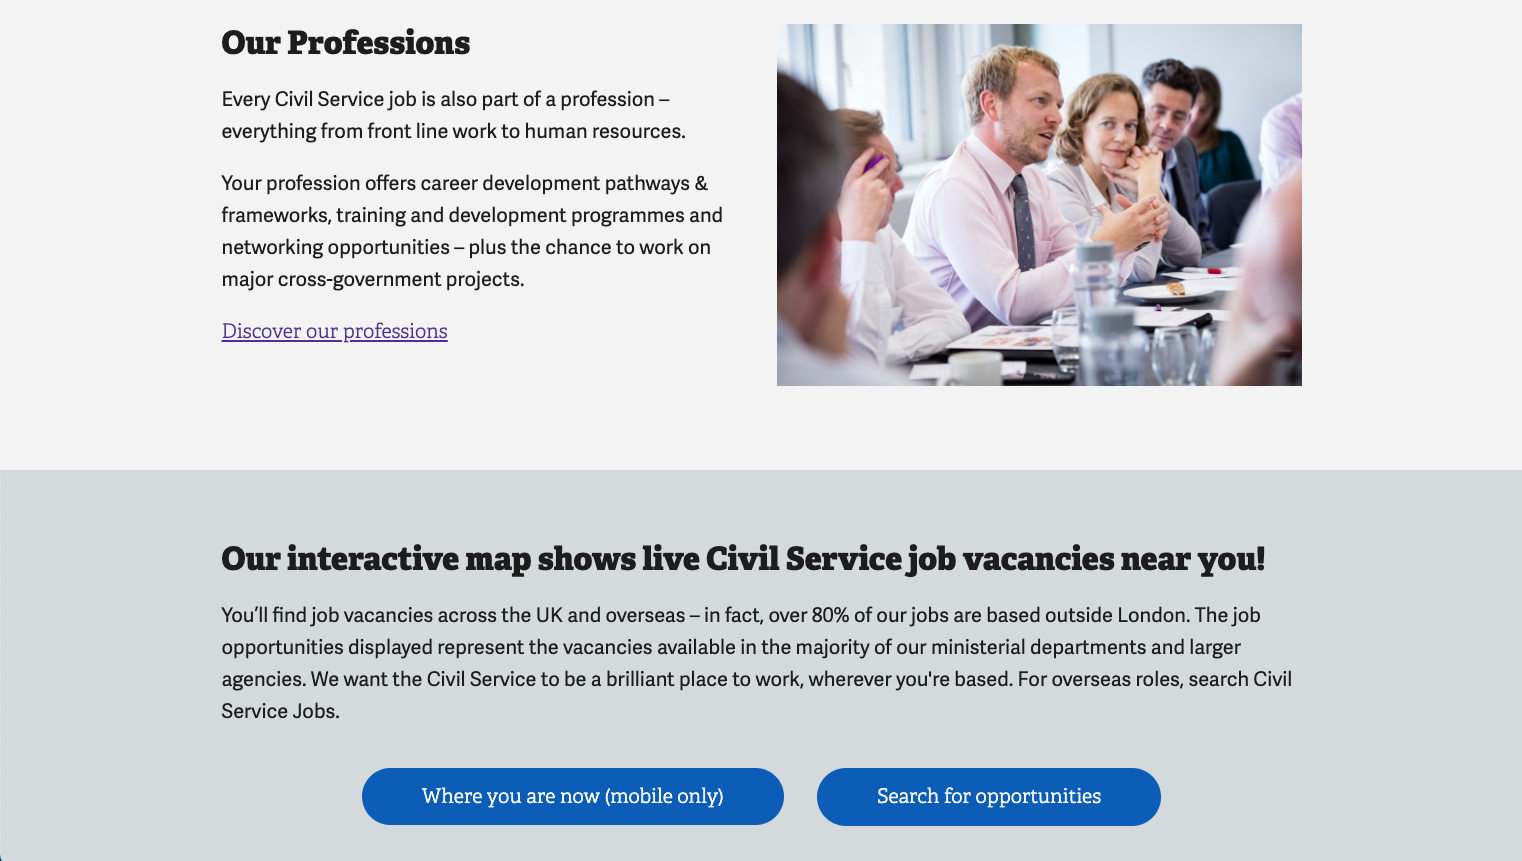 Our Professions
Every Civil Service job is also part of a profession –
everything from front line work to human resources.
Your profession offers career development pathways &
frameworks, training and development programmes and
networking opportunities – plus the chance to work on
major cross-government projects.
Discover our professions
Our interactive map shows live Civil Service job vacancies near you!
You’ll find job vacancies across the UK and overseas – in fact, over 80% of our jobs are based outside London. The job
opportunities displayed represent the vacancies available in the majority of our ministerial departments and larger
agencies. We want the Civil Service to be a brilliant place to work, wherever you're based. For overseas roles, search Civil
Service Jobs.
Where you are now (mobile only)
Search for opportunities